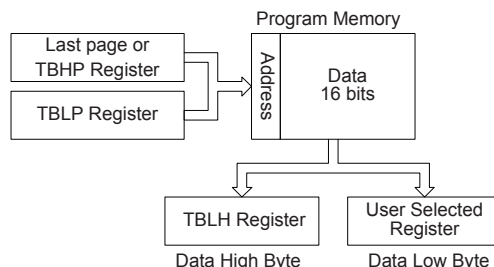 Program Memory
Last page or
TBHP Register
TBLP Register
Address
Data
16 bits
TBLH Register
User Selected
Register
Data High Byte
Data Low Byte